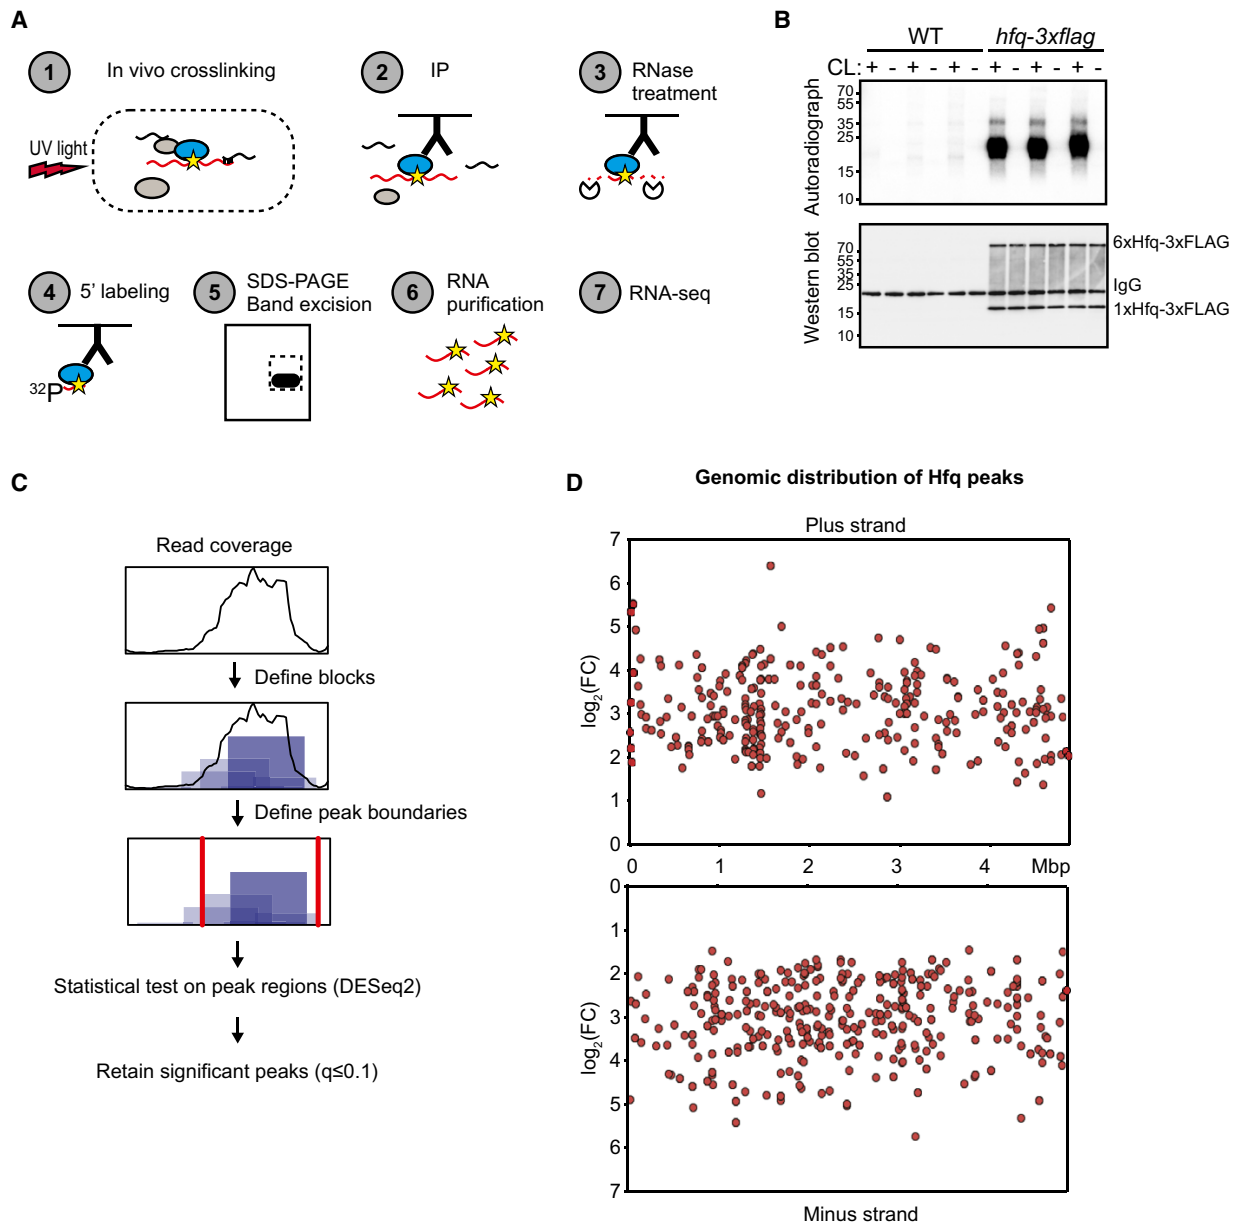 A
1 In vivo crosslinking
UV light
2 IP
3 RNase
treatment
4 5' labeling
32P
5 SDS-PAGE
Band excision
6 RNA
purification
7 RNA-seq
B
WT hfq-3xflag
CL: + - + - + - + - + - + -
Autoradiograph
70
55
35
25
15
10
Western blot
70
55
35
25
15
10
6xHfq-3xFLAG
IgG
1xHfq-3xFLAG
C
Read coverage
Define blocks
Define peak boundaries
Statistical test on peak regions (DESeq2)
Retain significant peaks (q≤0.1)
D
Genomic distribution of Hfq peaks
Plus strand
log2(FC)
7
6
5
4
3
2
1
0
0 1 2 3 4 Mbp
log2(FC)
0
1
2
3
4
5
6
7
Minus strand